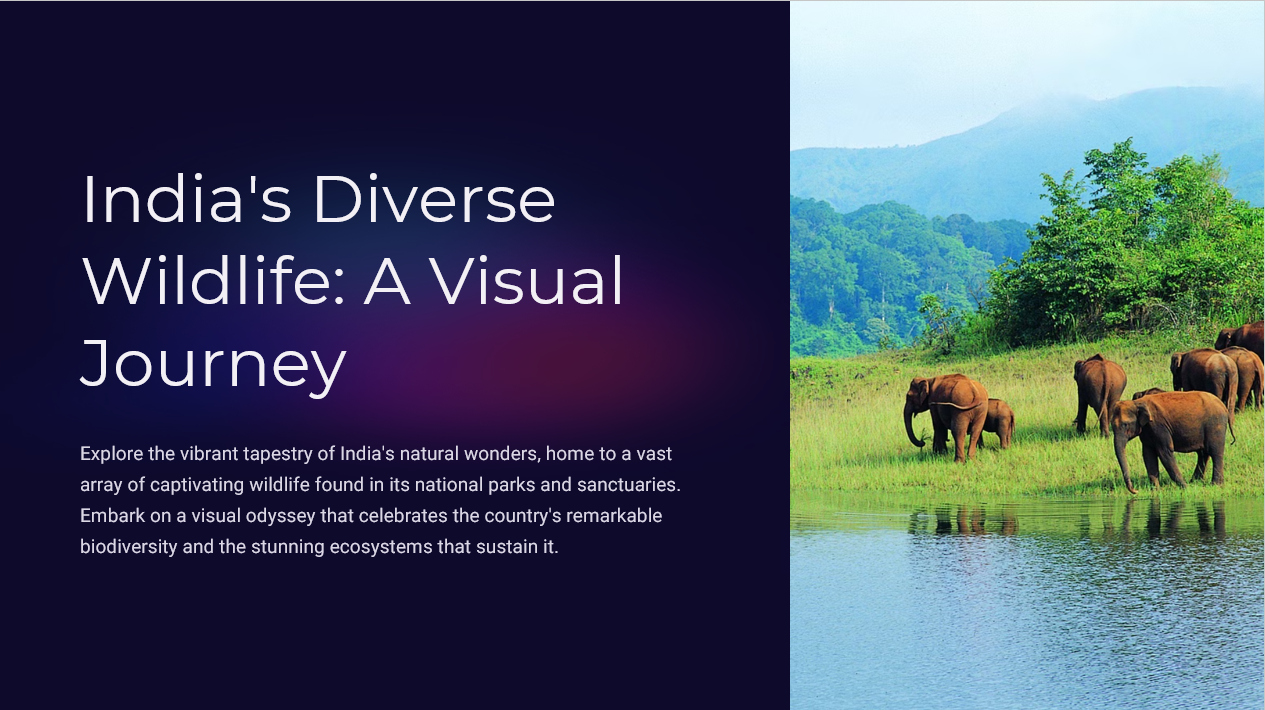 India's Diverse
Wildlife: A Visual
Journey
Explore the vibrant tapestry of India's natural wonders, home to a vast
array of captivating wildlife found in its national parks and sanctuaries.
Embark on a visual odyssey that celebrates the country's remarkable
biodiversity and the stunning ecosystems that sustain it.